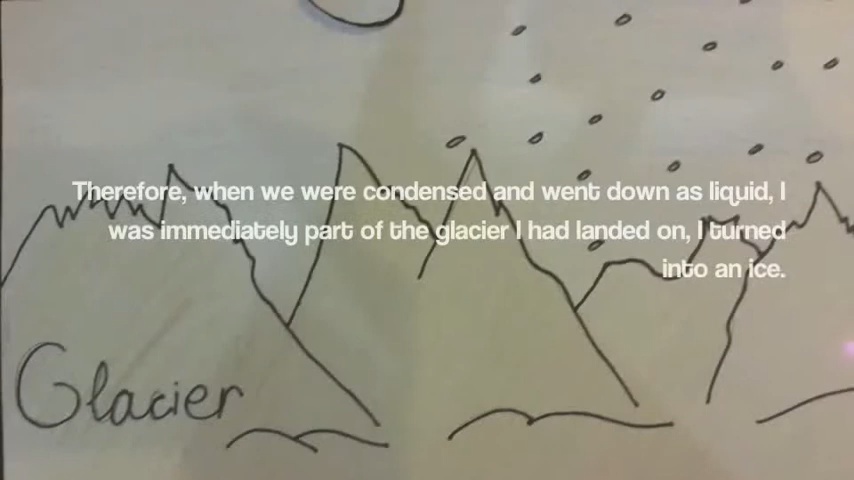 Therefore, when we were condensed and went down as liquid, I
was immediately part of the glacier I had landed on, I turned
into an ice.
Glacier